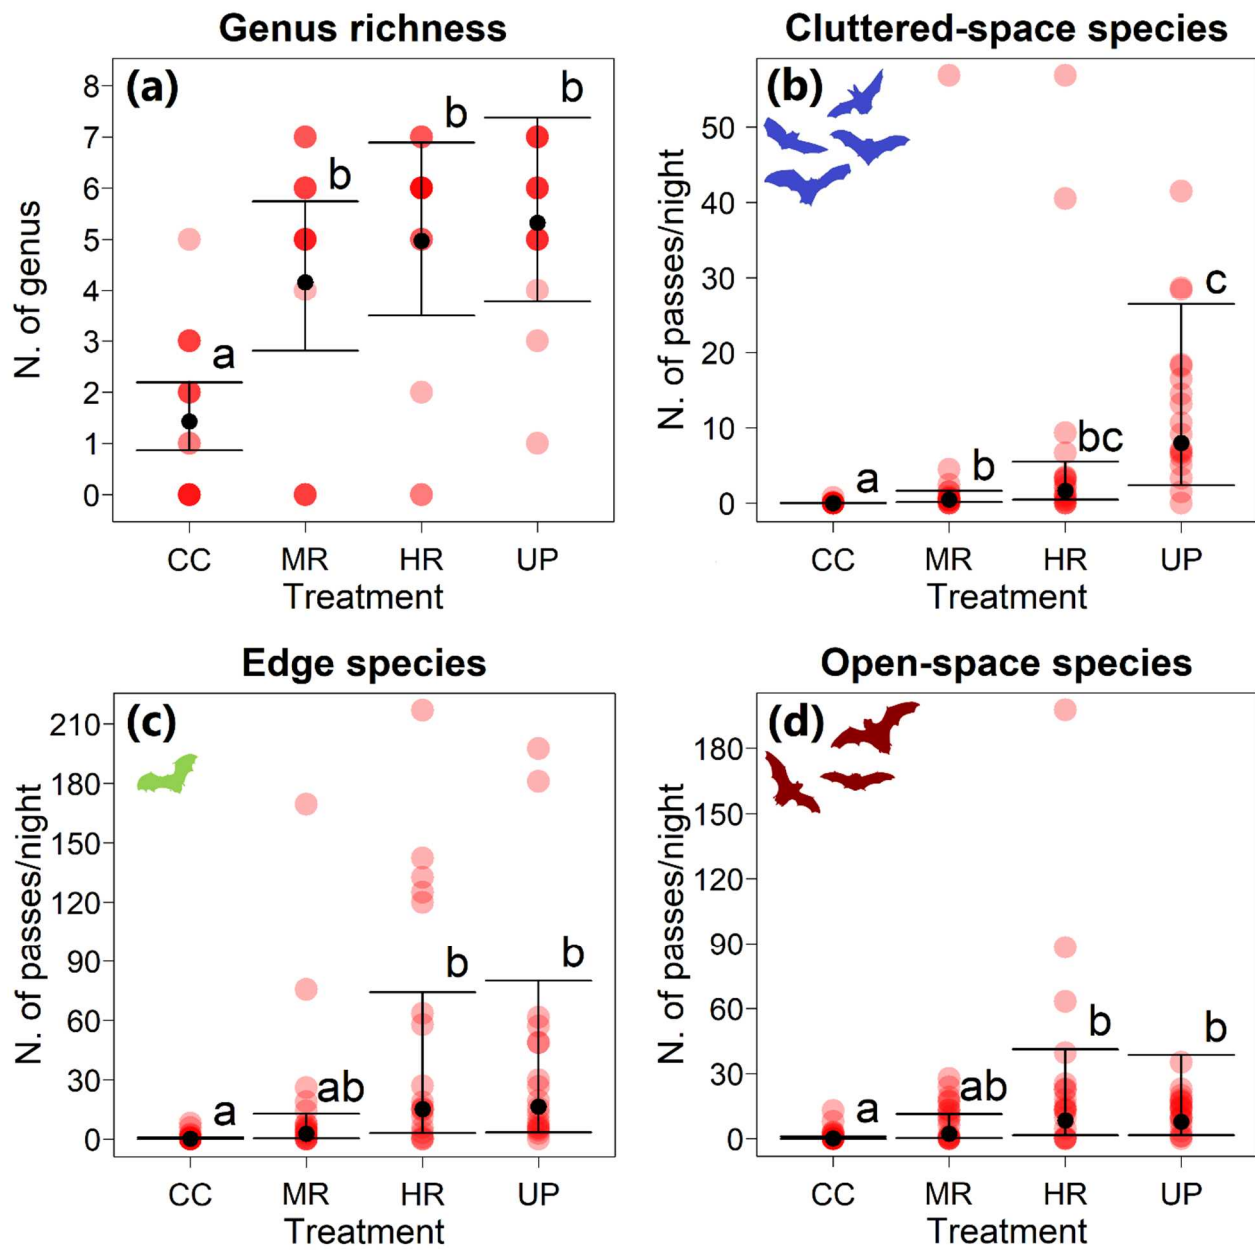 Genus richness
(a)
N. of genus
8
7
6
5
4
3
2
1
0
a
b
b
b
CC MR HR UP
Treatment
Cluttered-space species
(b)
N. of passes/night
50
40
30
20
10
0
a
b
bc
c
CC MR HR UP
Treatment
Edge species
(c)
N. of passes/night
210
180
150
120
90
60
30
0
a
ab
b
b
CC MR HR UP
Treatment
Open-space species
(d)
N. of passes/night
180
150
120
90
60
30
0
a
ab
b
b
CC MR HR UP
Treatment